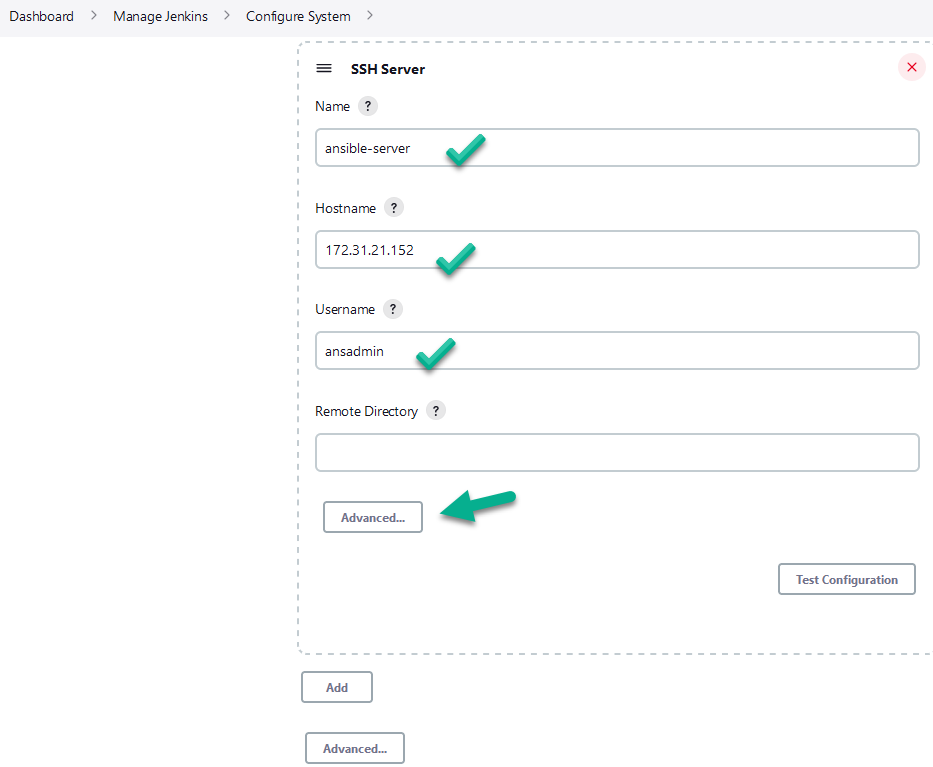 Dashboard > Manage Jenkins > Configure System >
SSH Server
Name ?
ansible-server
Hostname ?
172.31.21.152
Username ?
ansadmin
Remote Directory ?
Advanced...
Test Configuration
Add
Advanced...